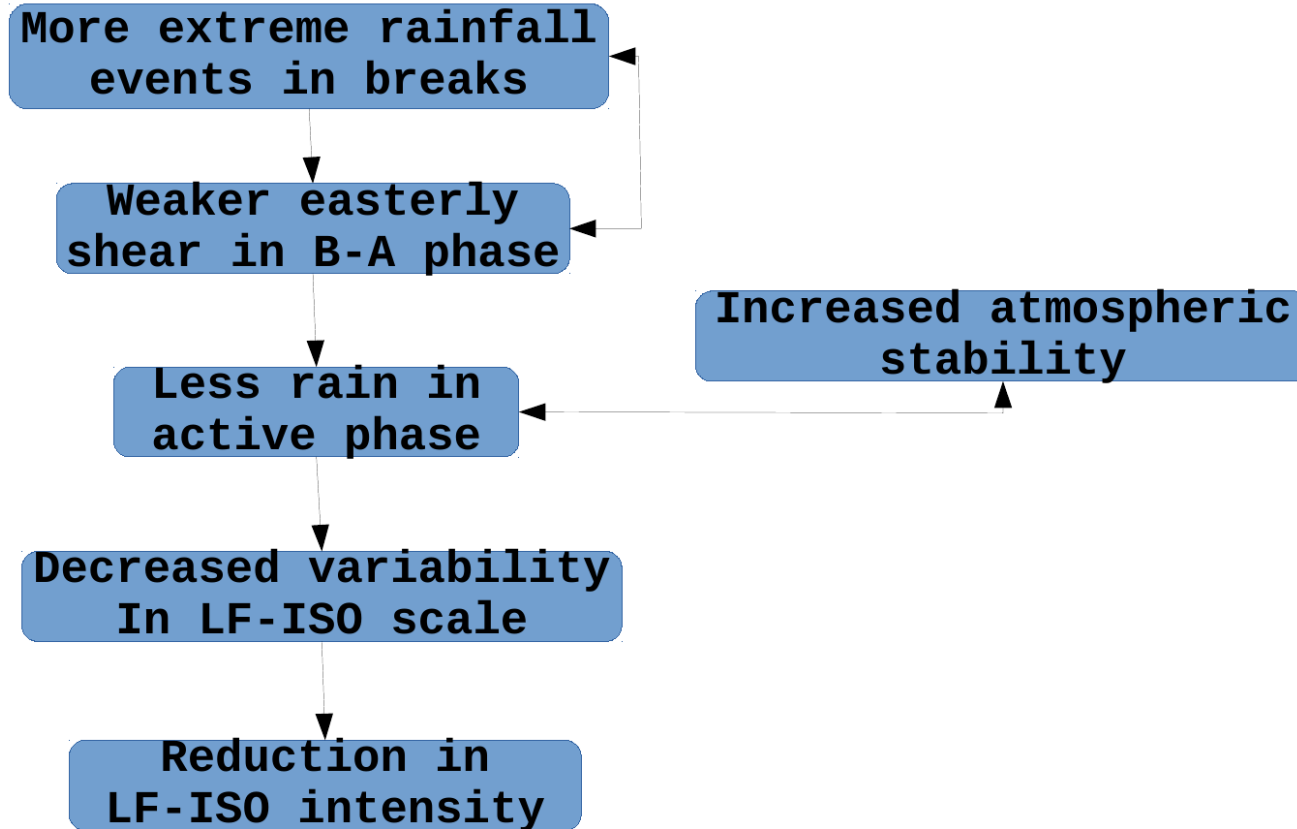 More extreme rainfall
events in breaks
Weaker easterly
shear in B-A phase
Increased atmospheric
stability
Less rain in
active phase
Decreased variability
In LF-ISO scale
Reduction in
LF-ISO intensity